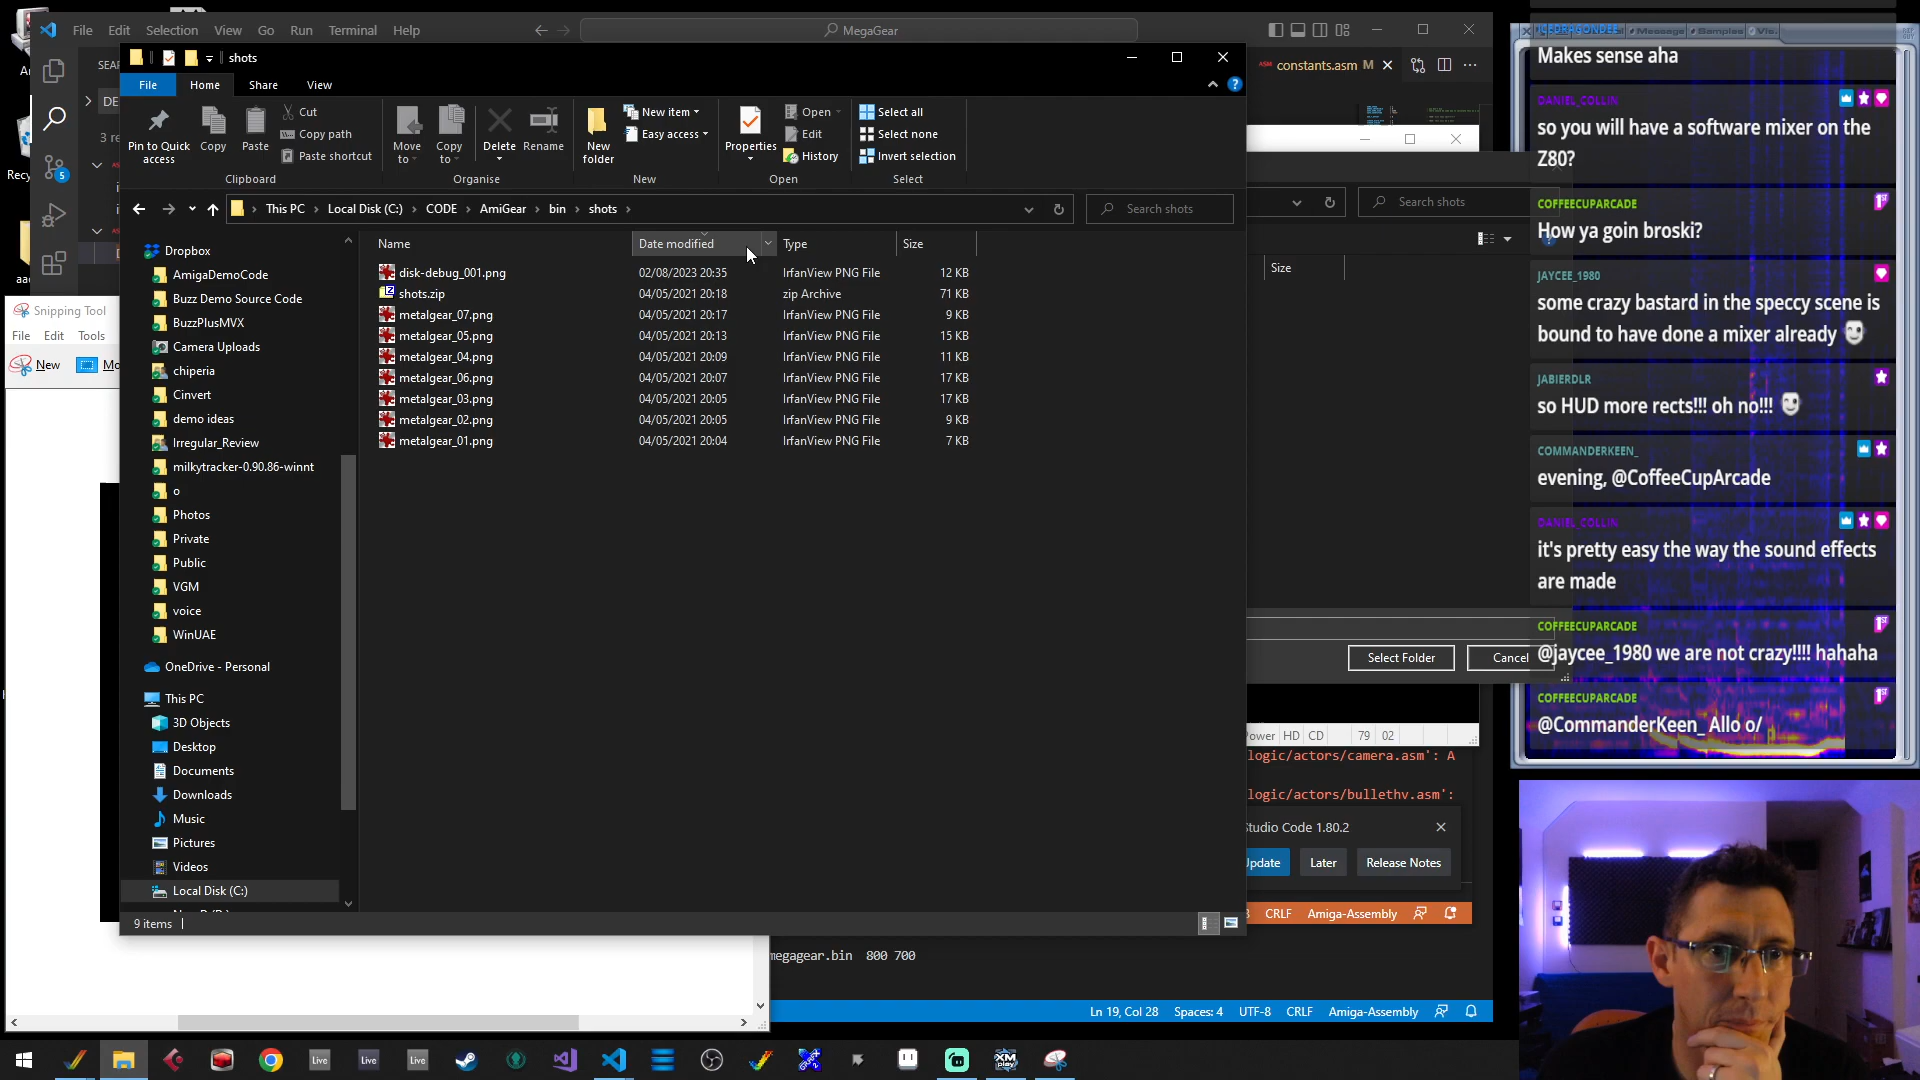 File Edit Selection View Go Run Terminal Help
MegaGear
shots
File Home Share View
constants.asm M
Pin to Quick access
Copy
Paste
Cut
Copy path
Paste shortcut
Move to
Copy to
Delete
Rename
New folder
New item
Easy access
Properties
Open
Edit
History
Select all
Select none
Invert selection
Clipboard
Organise
New
Open
Select
This PC > Local Disk (C:) > CODE > AmiGear > bin > shots >
Search shots
Search shots
Name
Date modified
Type
Size
Size
disk-debug_001.png 02/08/2023 20:35 IrfanView PNG File 12 KB
shots.zip 04/05/2021 20:18 zip Archive 71 KB
metalgear_07.png 04/05/2021 20:17 IrfanView PNG File 9 KB
metalgear_05.png 04/05/2021 20:13 IrfanView PNG File 15 KB
metalgear_04.png 04/05/2021 20:09 IrfanView PNG File 11 KB
metalgear_06.png 04/05/2021 20:07 IrfanView PNG File 17 KB
metalgear_03.png 04/05/2021 20:05 IrfanView PNG File 17 KB
metalgear_02.png 04/05/2021 20:05 IrfanView PNG File 9 KB
metalgear_01.png 04/05/2021 20:04 IrfanView PNG File 7 KB
Dropbox
AmigaDemoCode
Buzz Demo Source Code
BuzzPlusMVX
Camera Uploads
chiperia
Cinvert
demo ideas
Irregular_Review
milkytracker-0.90.86-winnt
o
Photos
Private
Public
VGM
voice
WinUAE
OneDrive - Personal
This PC
3D Objects
Desktop
Documents
Downloads
Music
Pictures
Videos
Local Disk (C:)
9 items
Snipping Tool
File Edit Tools
New
Select Folder
Cancel
HD CD 79 02
logic/actors/camera.asm': A
logic/actors/bullethv.asm':
Studio Code 1.80.2
Update
Later
Release Notes
CRLF Amiga-Assembly
megagear.bin 800 700
Ln 19, Col 28 Spaces: 4 UTF-8 CRLF Amiga-Assembly
Makes sense aha
DANIEL_COLLIN
so you will have a software mixer on the
Z80?
COFFEECUPARCADE
How ya goin broski?
JAYCEE_1980
some crazy bastard in the speccy scene is
bound to have done a mixer already
JABIERDLR
so HUD more rects!!! oh no!!!
COMMANDERKEEN_
evening, @CoffeeCupArcade
DANIEL_COLLIN
it's pretty easy the way the sound effects
are made
COFFEECUPARCADE
@jaycee_1980 we are not crazy!!!! hahaha
COFFEECUPARCADE
@CommanderKeen_ Allo o/
Live
Live
Live
XM
play